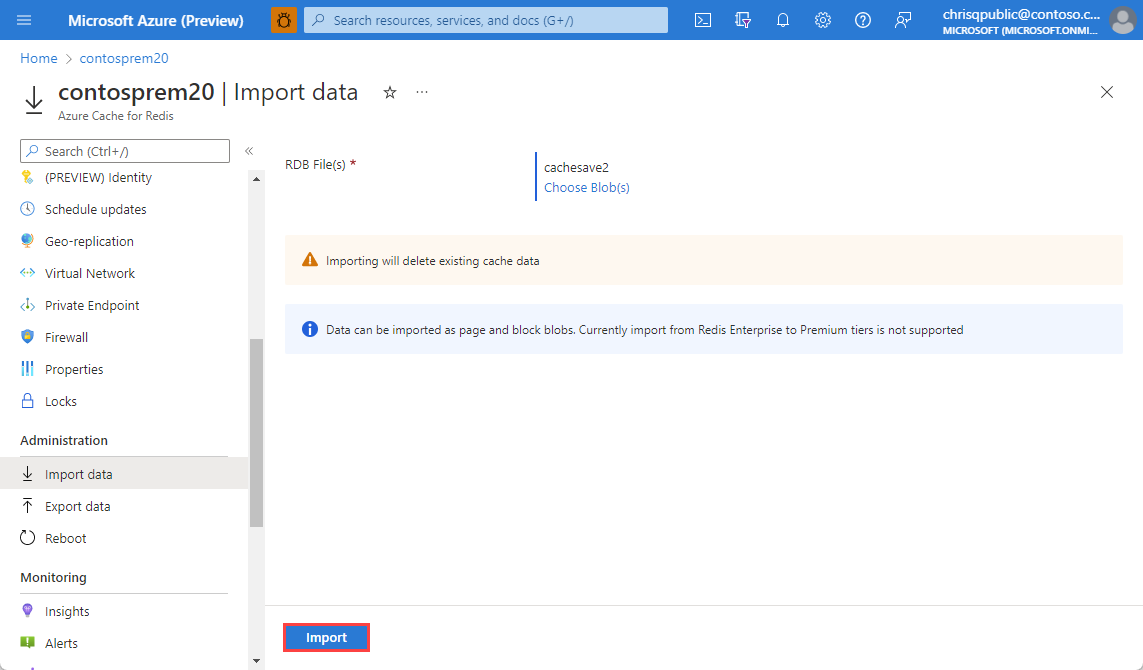 Microsoft Azure (Preview)
Search resources, services, and docs (G+/)
chrisqpublic@contoso.c...
MICROSOFT (MICROSOFT.ONMI...
Home > contosprem20
contosprem20 | Import data
...
Azure Cache for Redis
Search (Ctrl+/)
«
(PREVIEW) Identity
Schedule updates
Geo-replication
Virtual Network
Private Endpoint
Firewall
Properties
Locks
Administration
Import data
Export data
Reboot
Monitoring
Insights
Alerts
RDB File(s) *
cachesave2
Choose Blob(s)
Importing will delete existing cache data
Data can be imported as page and block blobs. Currently import from Redis Enterprise to Premium tiers is not supported
Import